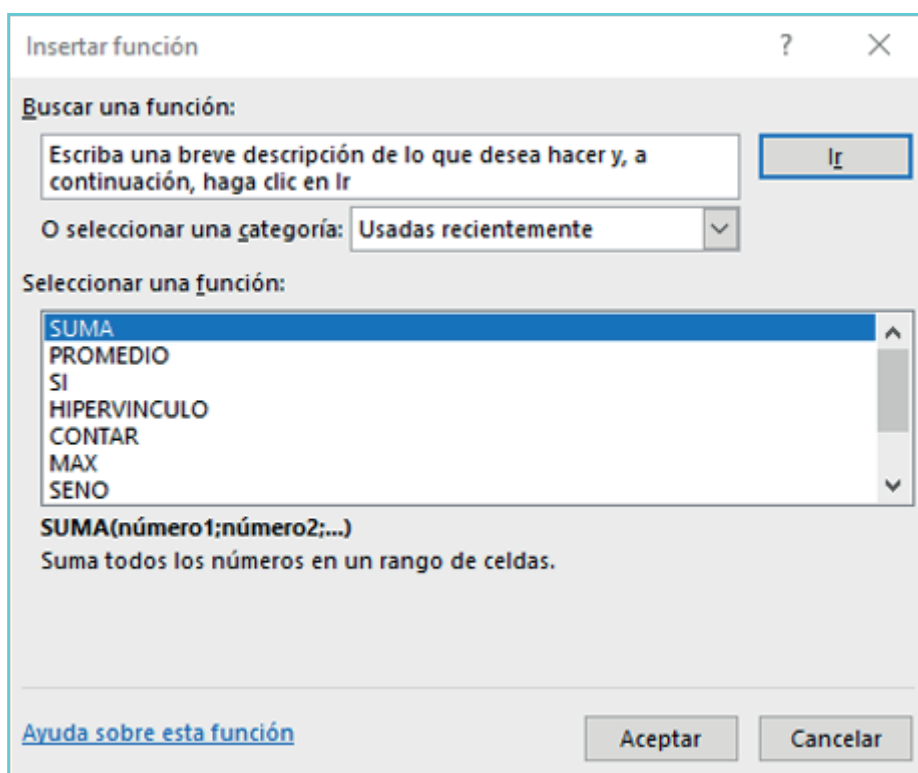 Insertar función
?
Buscar una función:
Escriba una breve descripción de lo que desea hacer y, a
continuación, haga clic en Ir
Ir
O seleccionar una categoría: Usadas recientemente
Seleccionar una función:
SUMA
PROMEDIO
SI
HIPERVINCULO
CONTAR
MAX
SENO
SUMA(número1;número2;...)
Suma todos los números en un rango de celdas.
Ayuda sobre esta función
Aceptar
Cancelar